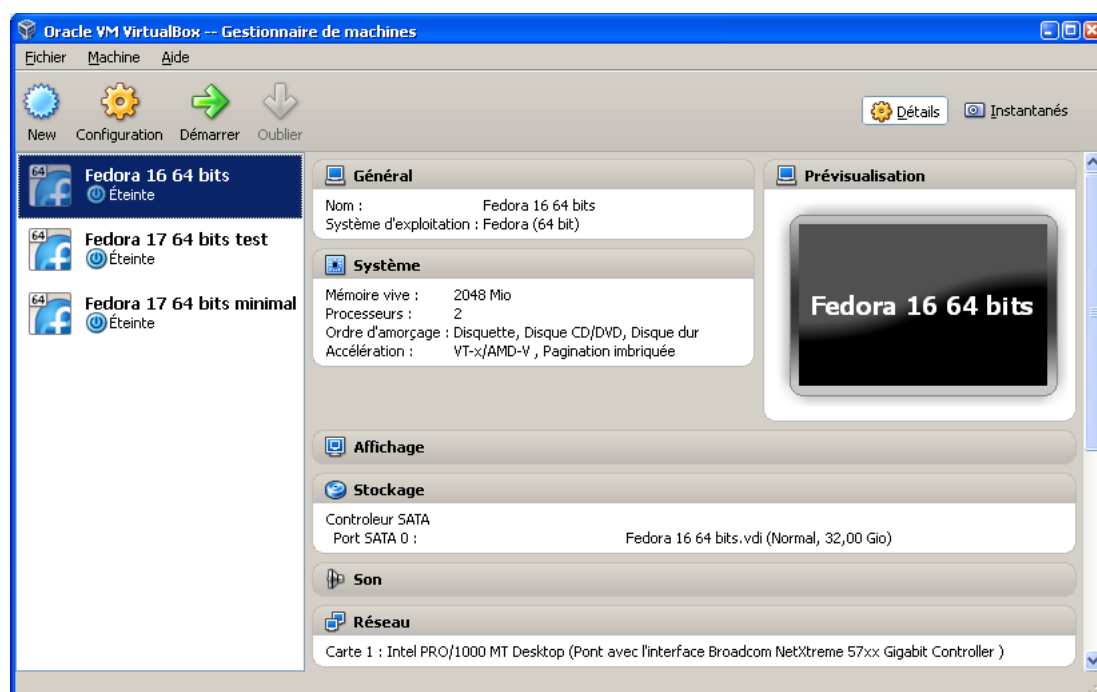 Oracle VM VirtualBox -- Gestionnaire de machines
Fichier Machine Aide
New Configuration Démarrer Oublier
Détails Instantanés
64 Fedora 16 64 bits
Éteinte
64 Fedora 17 64 bits test
Éteinte
64 Fedora 17 64 bits minimal
Éteinte
Général
Nom : Fedora 16 64 bits
Système d'exploitation : Fedora (64 bit)
Système
Mémoire vive : 2048 Mio
Processeurs : 2
Ordre d'amorçage : Disquette, Disque CD/DVD, Disque dur
Accélération : VT-x/AMD-V , Pagination imbriquée
Prévisualisation
Fedora 16 64 bits
Affichage
Stockage
Controleur SATA
Port SATA 0 : Fedora 16 64 bits.vdi (Normal, 32,00 Gio)
Son
Réseau
Carte 1 : Intel PRO/1000 MT Desktop (Pont avec l'interface Broadcom NetXtreme 57xx Gigabit Controller )